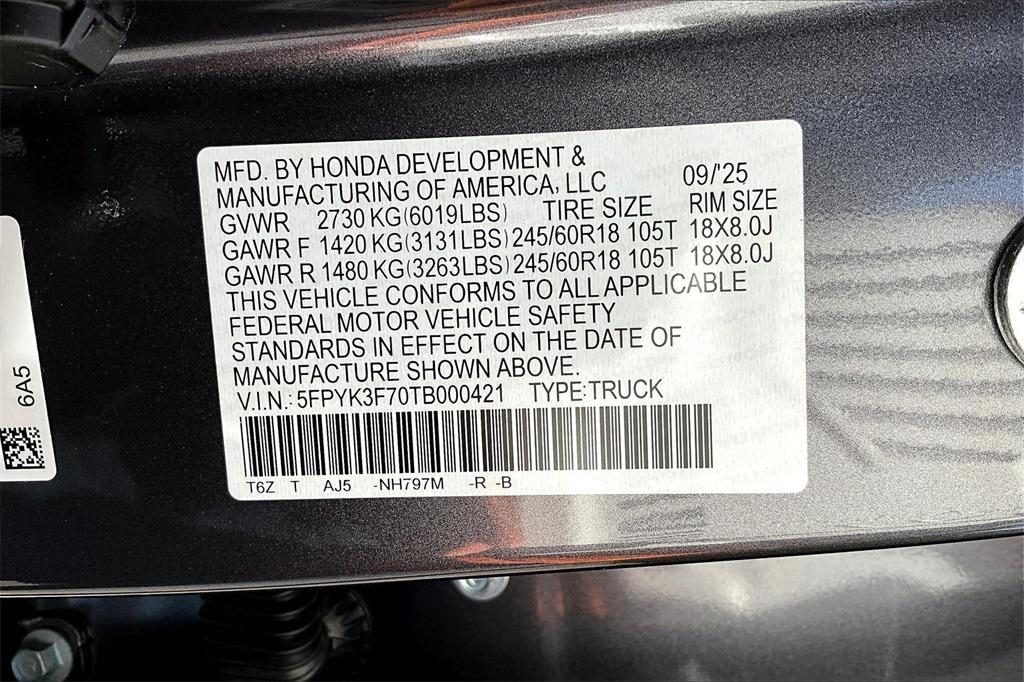 MFD. BY HONDA DEVELOPMENT &
MANUFACTURING OF AMERICA, LLC 09/'25
GVWR 2730 KG(6019LBS) TIRE SIZE RIM SIZE
GAWR F 1420 KG(3131LBS) 245/60R18 105T 18X8.0J
GAWR R 1480 KG(3263LBS) 245/60R18 105T 18X8.0J
THIS VEHICLE CONFORMS TO ALL APPLICABLE
FEDERAL MOTOR VEHICLE SAFETY
STANDARDS IN EFFECT ON THE DATE OF
MANUFACTURE SHOWN ABOVE.
V.I.N.: 5FPYK3F70TB000421 TYPE:TRUCK
T6Z T AJ5 -NH797M -R -B
6A5